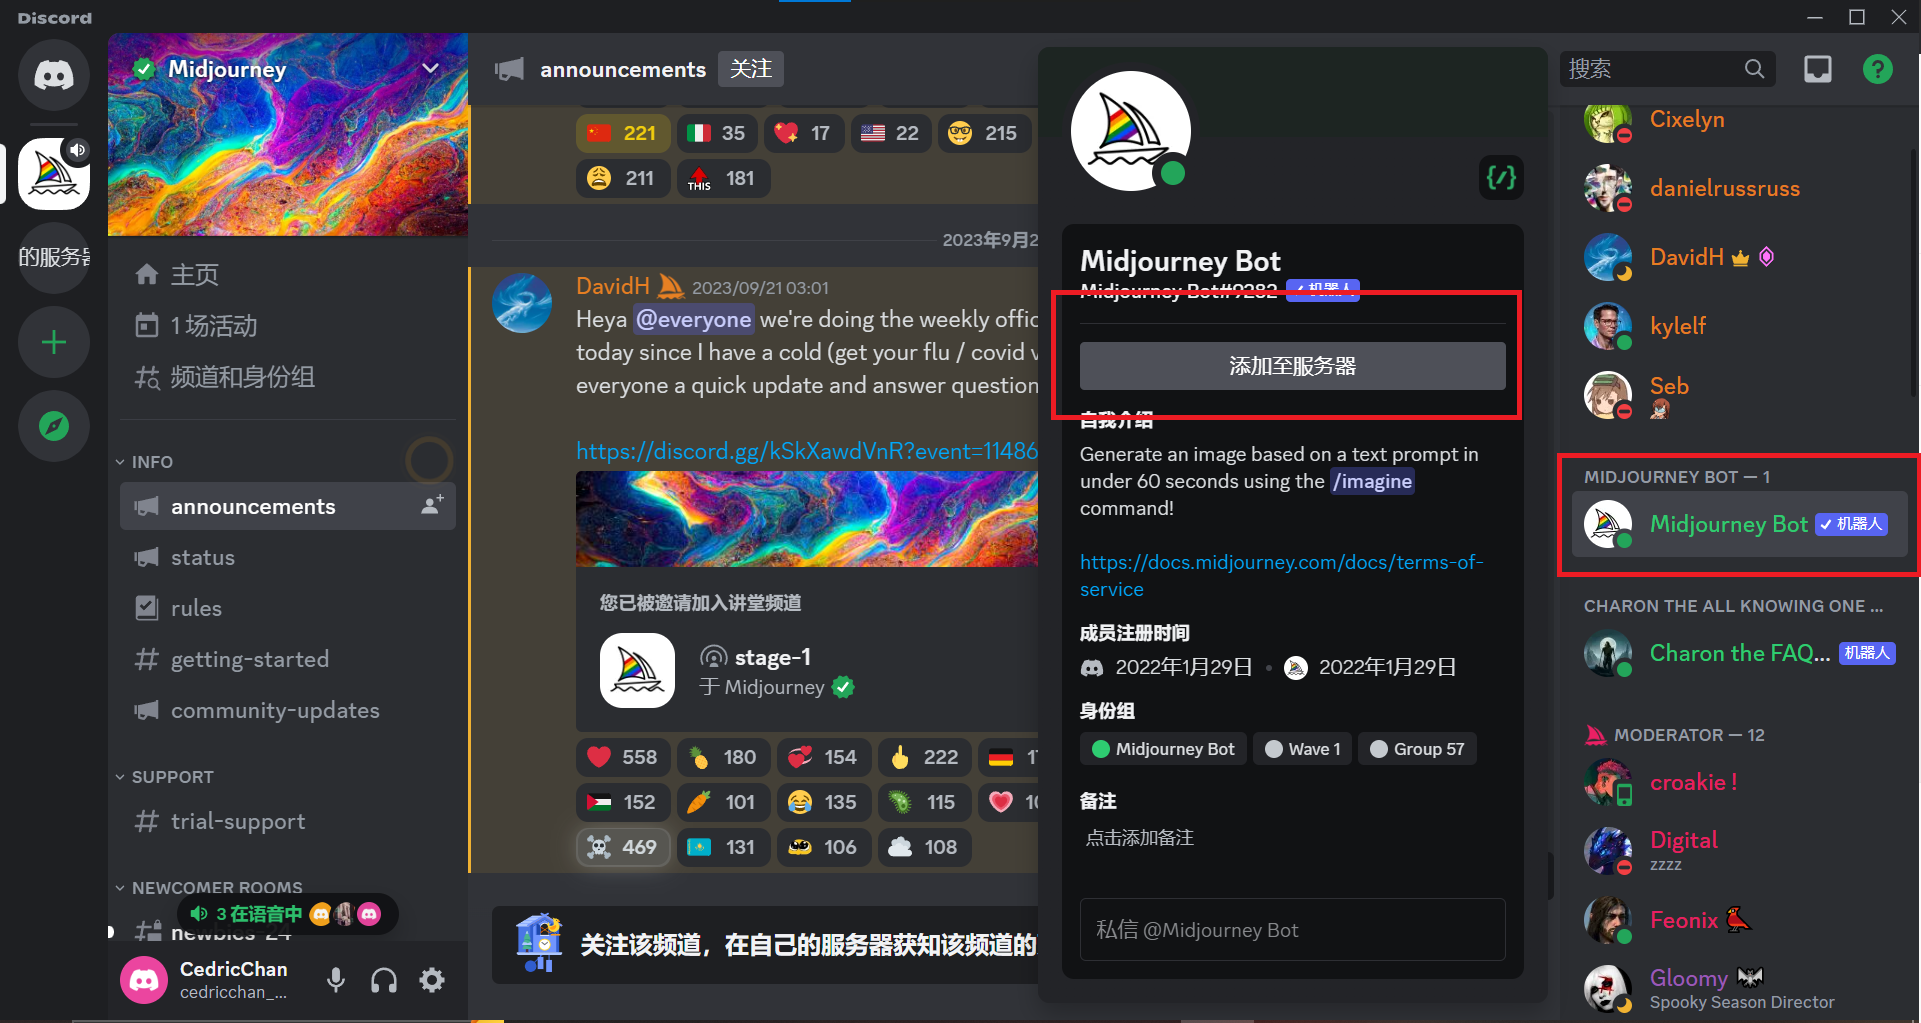 Discord
的服务器
Midjourney
主页
1 场活动
频道和身份组
INFO
announcements
status
rules
getting-started
community-updates
SUPPORT
trial-support
NEWCOMER ROOMS
3 在语音中
newbies-24
CedricChan
cedricchan_...
announcements
关注
221 35 17 22 215
211 THIS 181
2023年9月2
DavidH 2023/09/21 03:01
Heya @everyone we're doing the weekly offic
today since I have a cold (get your flu / covid v
everyone a quick update and answer question
https://discord.gg/kSkXawdVnR?event=11486
您已被邀请加入讲堂频道
stage-1
于 Midjourney
558 180 154 222 17
152 101 135 115 10
469 131 106 108
关注该频道，在自己的服务器获知该频道的
Midjourney Bot
Midjourney Bot#9282 机器人
添加至服务器
自我介绍
Generate an image based on a text prompt in
under 60 seconds using the /imagine
command!
https://docs.midjourney.com/docs/terms-of-
service
成员注册时间
2022年1月29日 • 2022年1月29日
身份组
Midjourney Bot Wave 1 Group 57
备注
点击添加备注
私信 @Midjourney Bot
搜索
Cixelyn
danielrussruss
DavidH
kylelf
Seb
MIDJOURNEY BOT — 1
Midjourney Bot 机器人
CHARON THE ALL KNOWING ONE ...
Charon the FAQ... 机器人
MODERATOR — 12
croakie !
Digital
zzzz
Feonix
Gloomy
Spooky Season Director